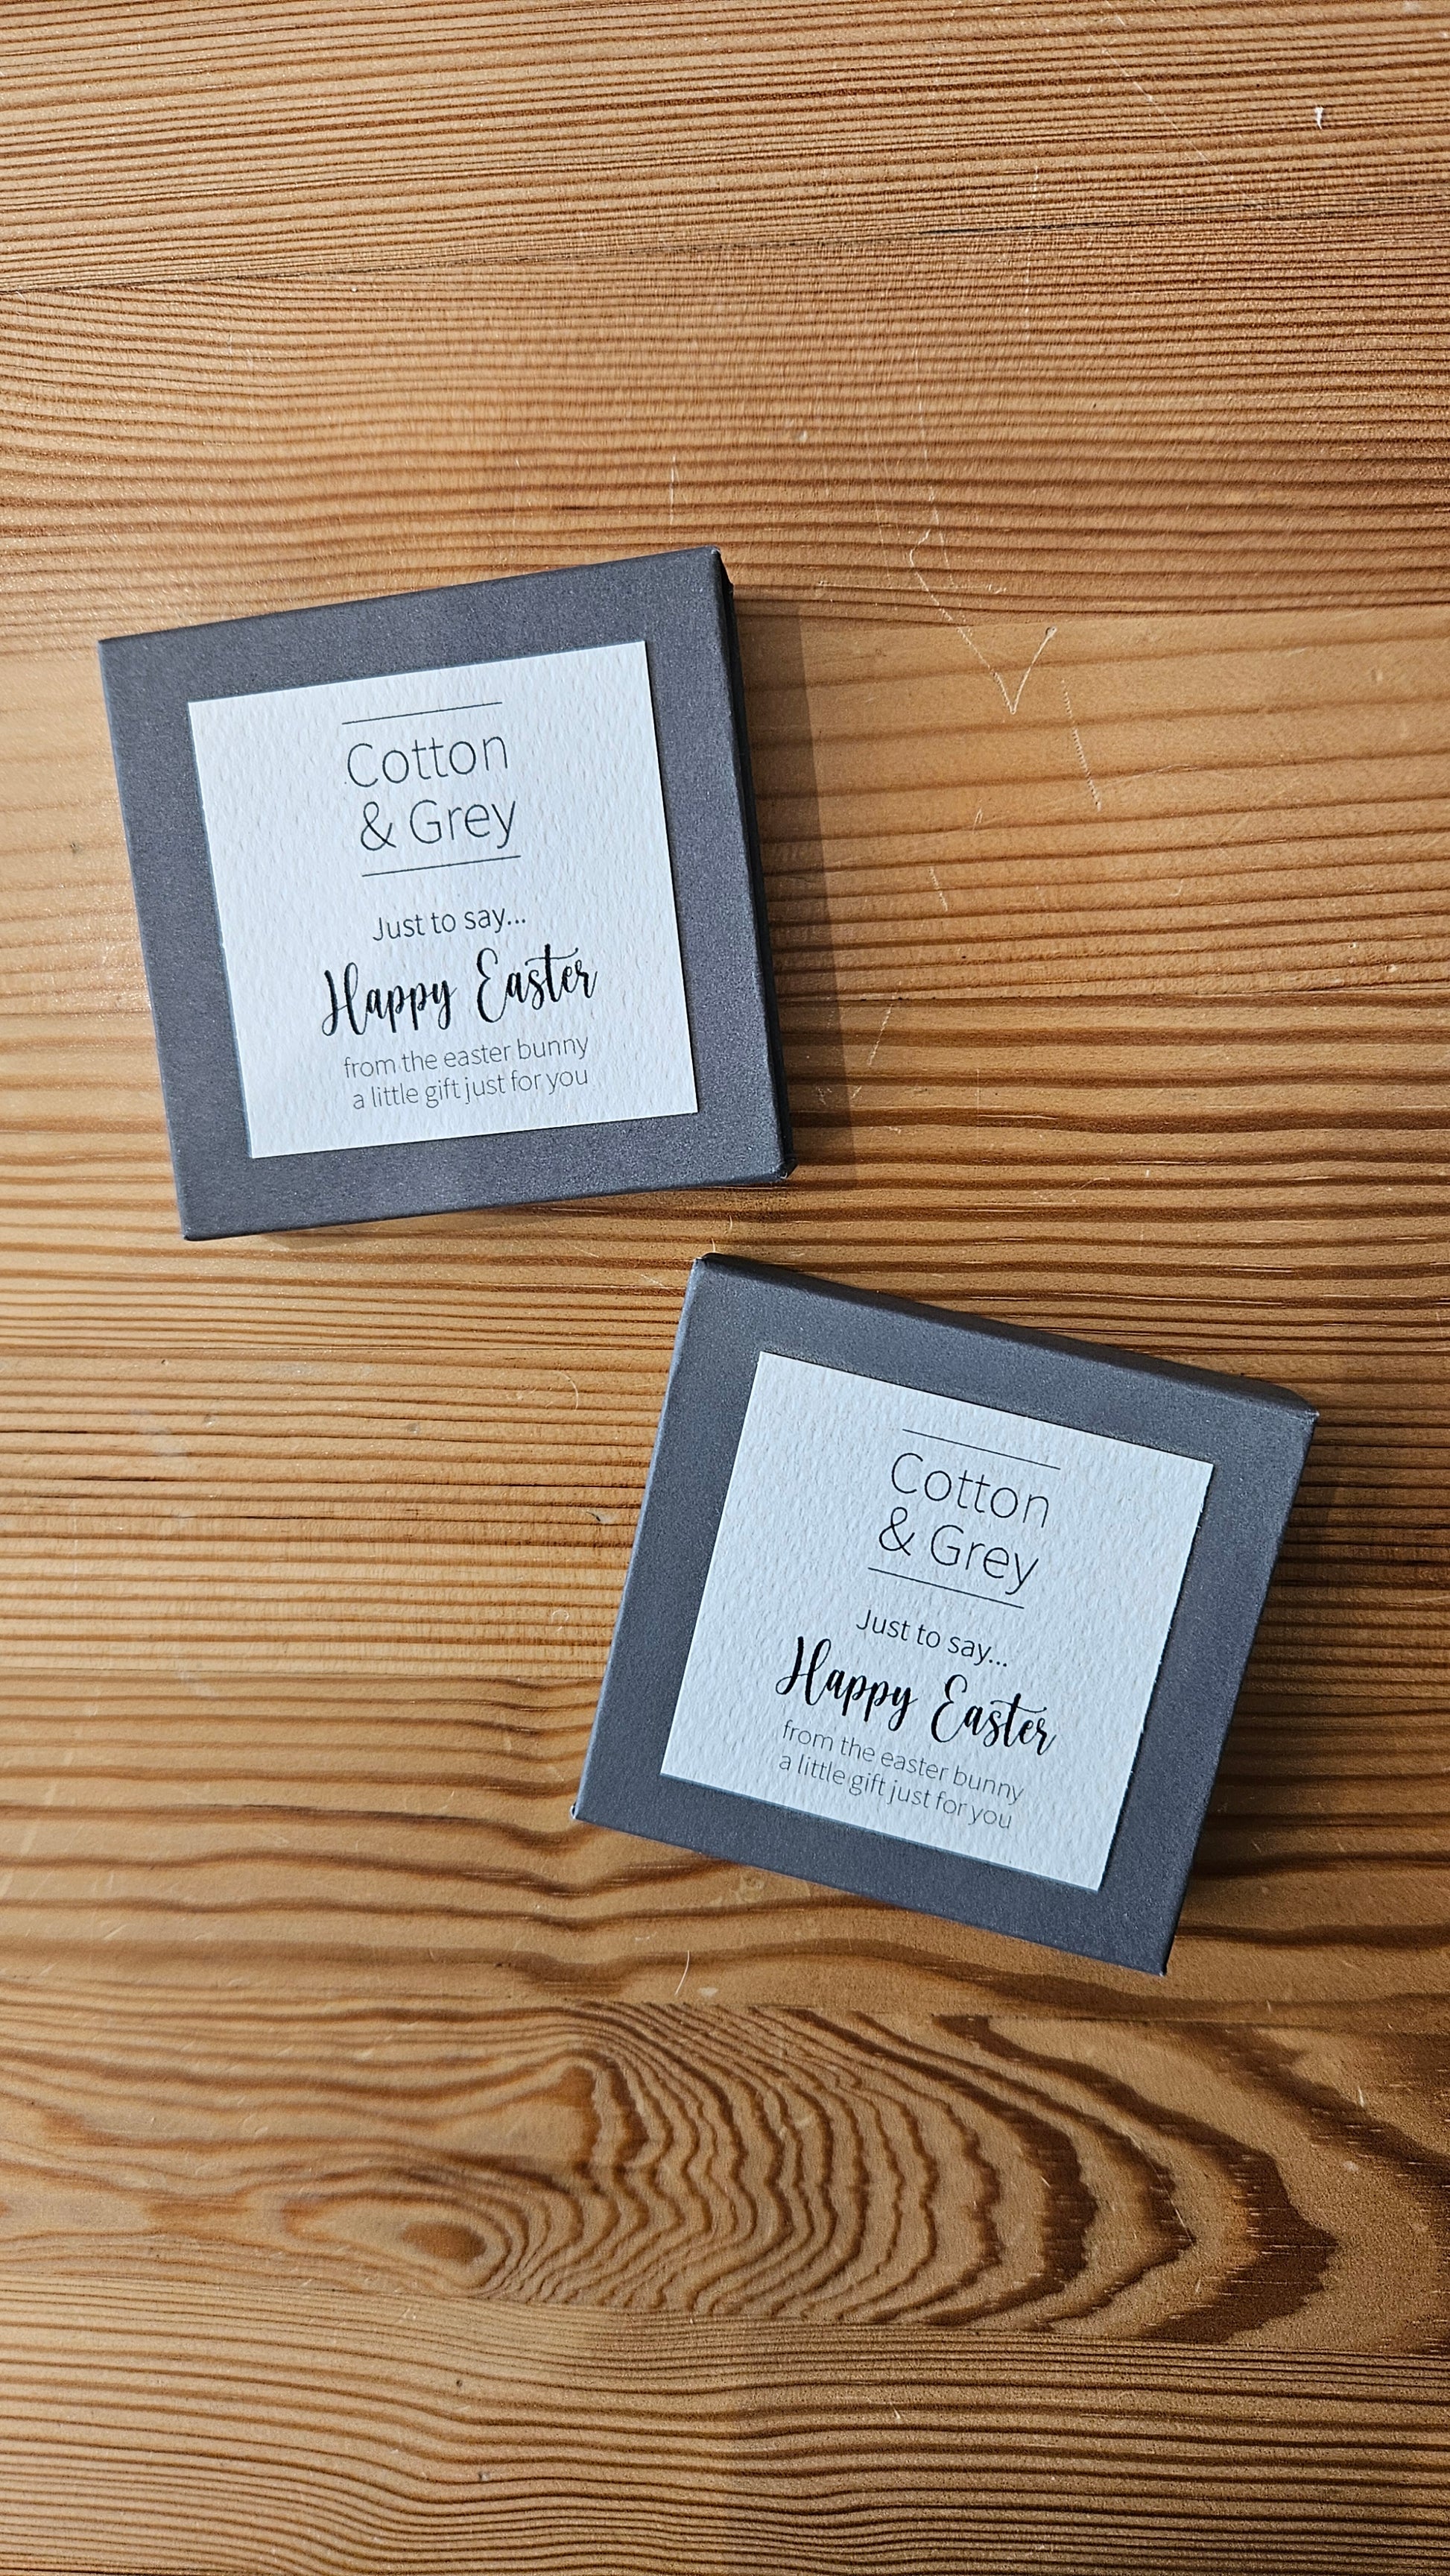 Cotton
& Grey
Just to say...
Happy Easter
from the easter bunny
a little gift just for you
Cotton
& Grey
Just to say...
Happy Easter
from the easter bunny
a little gift just for you